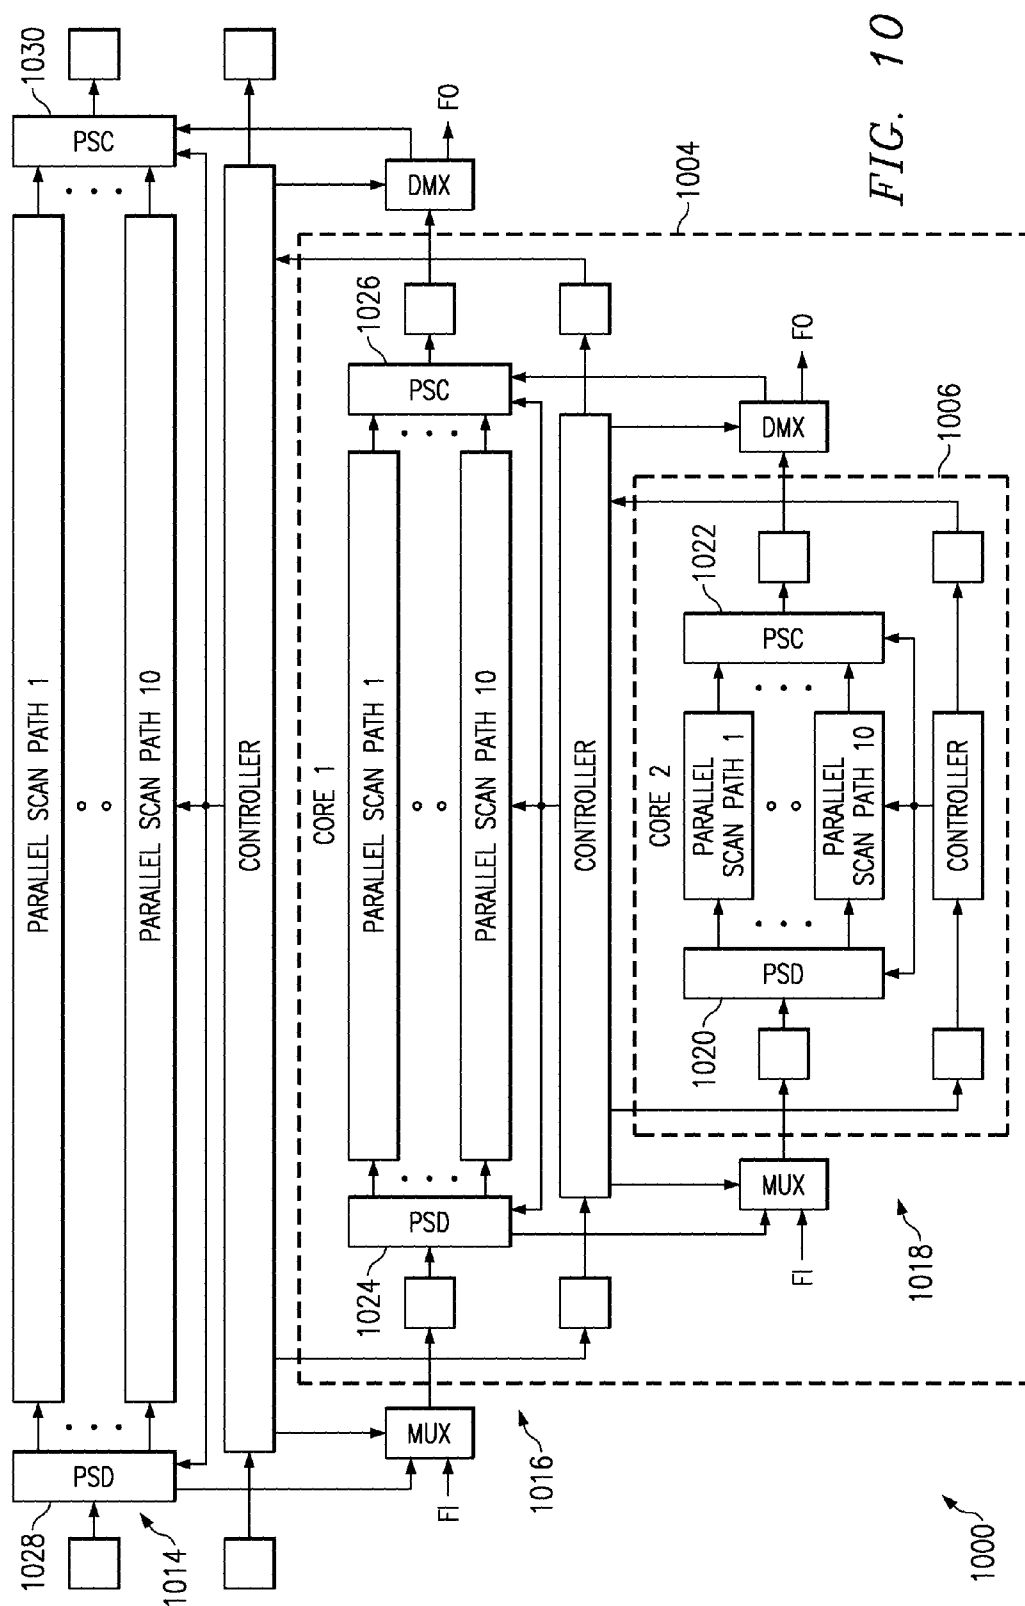 1028
PSD
PARALLEL SCAN PATH 1
PARALLEL SCAN PATH 10
PSC
1030
1014
CONTROLLER
MUX
FI
DMX
FO
1016
1004
CORE 1
1024
PSD
PARALLEL SCAN PATH 1
PARALLEL SCAN PATH 10
PSC
1026
CONTROLLER
MUX
FI
DMX
FO
1018
1006
CORE 2
1020
PSD
PARALLEL
SCAN PATH 1
PARALLEL
SCAN PATH 10
PSC
1022
CONTROLLER
1000
FIG. 10